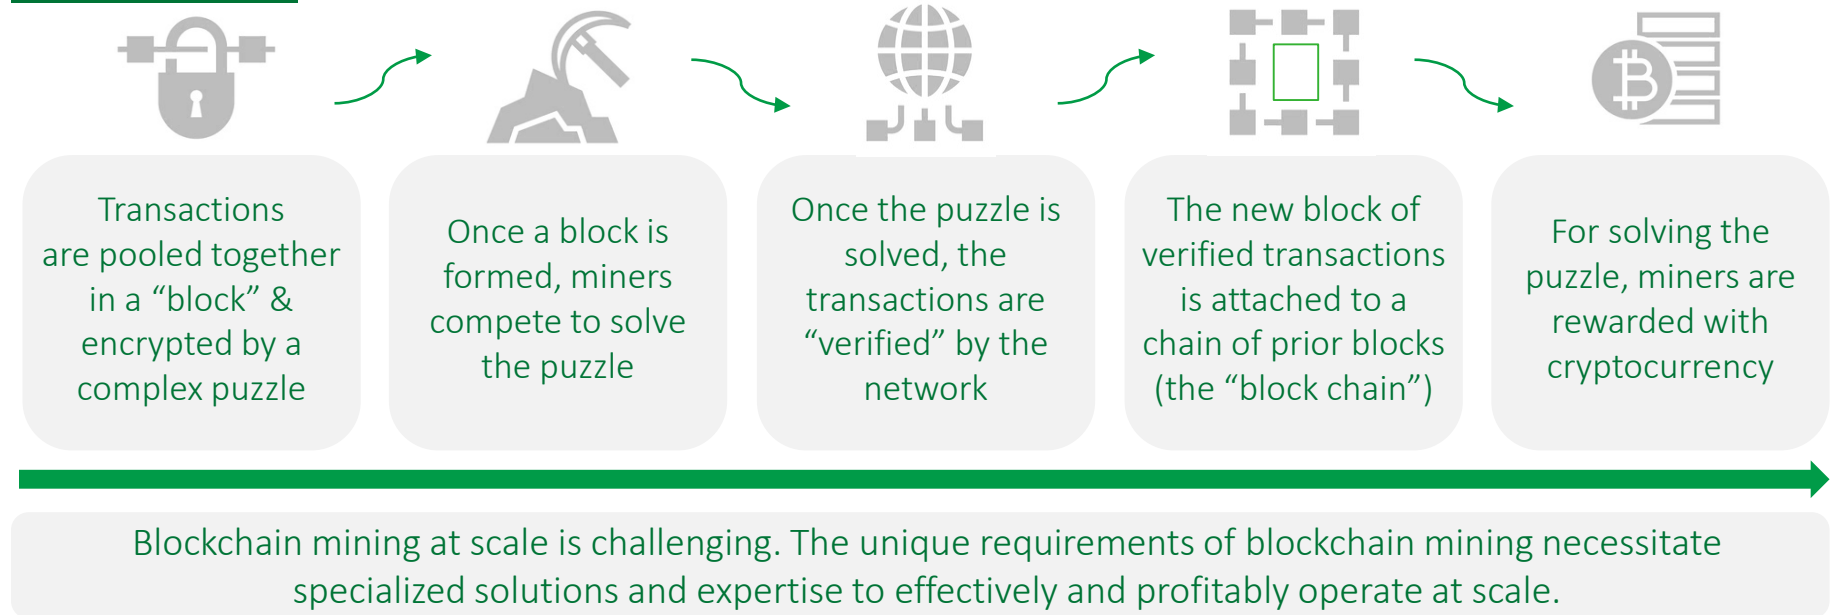 Transactions
are pooled together
in a “block” &
encrypted by a
complex puzzle
Once a block is
formed, miners
compete to solve
the puzzle
Once the puzzle is
solved, the
transactions are
“verified” by the
network
The new block of
verified transactions
is attached to a
chain of prior blocks
(the “block chain”)
For solving the
puzzle, miners are
rewarded with
cryptocurrency
Blockchain mining at scale is challenging. The unique requirements of blockchain mining necessitate
specialized solutions and expertise to effectively and profitably operate at scale.